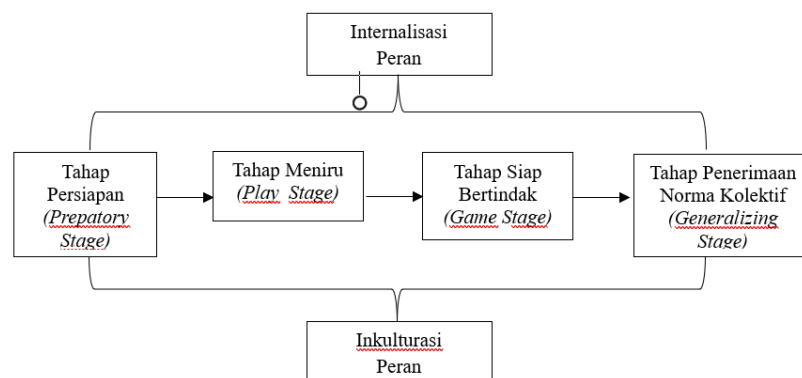 Internalisasi
Peran
Tahap
Persiapan
(Prepatory
Stage)
Tahap Meniru
(Play Stage)
Tahap Siap
Bertindak
(Game Stage)
Tahap Penerimaan
Norma Kolektif
(Generalizing
Stage)
Inkulturasi
Peran